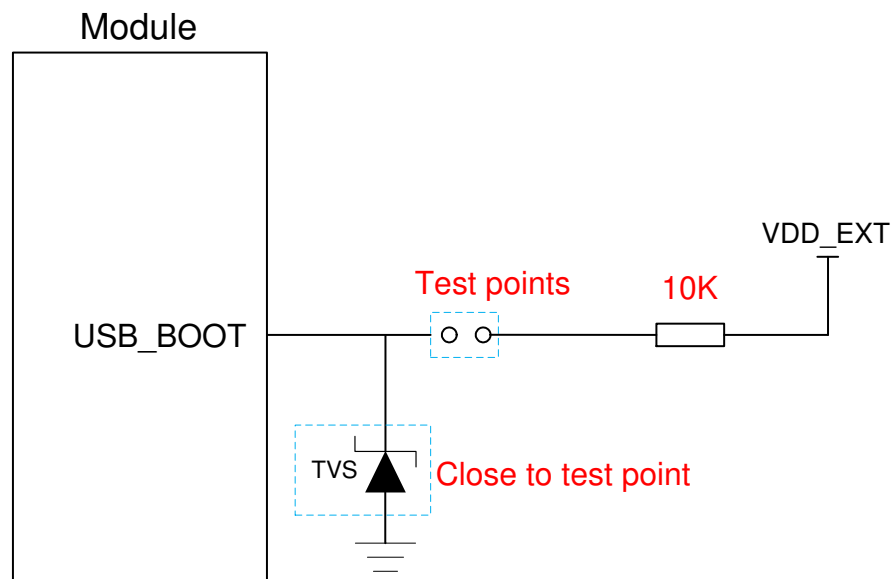 Module
VDD_EXT
Test points
10K
USB_BOOT
TVS
Close to test point